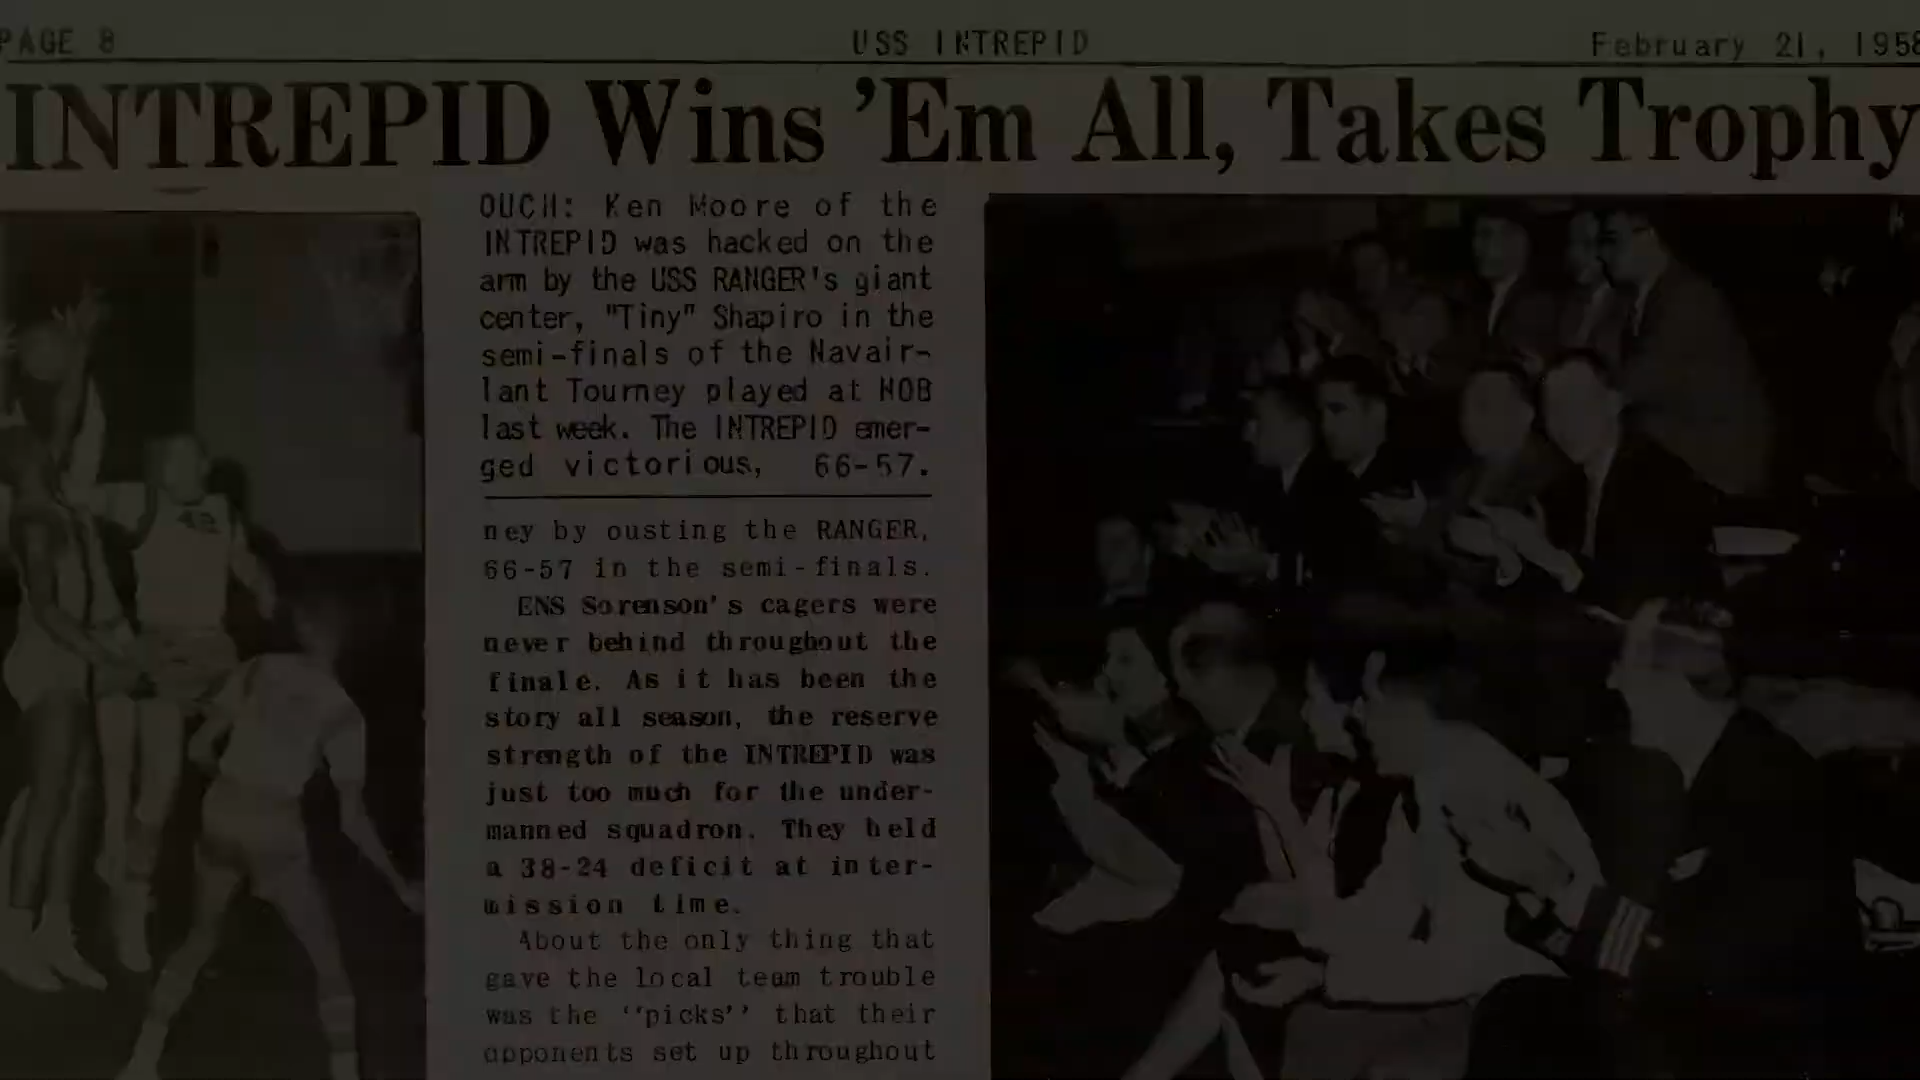 PAGE 8
USS INTREPID
February 21, 1958
INTREPID Wins 'Em All, Takes Trophy
OUCH: Ken Moore of the
INTREPID was hacked on the
arm by the USS RANGER's giant
center, "Tiny" Shapiro in the
semi-finals of the Navair-
lant Tourney played at NOB
last week. The INTREPID emer-
ged victorious, 66-57.
ney by ousting the RANGER,
66-57 in the semi-finals.
ENS Sorenson's cagers were
never behind throughout the
finale. As it has been the
story all season, the reserve
strength of the INTREPID was
just too much for the under-
manned squadron. They held
a 38-24 deficit at inter-
mission time.
About the only thing that
gave the local team trouble
was the ''picks'' that their
opponents set up throughout